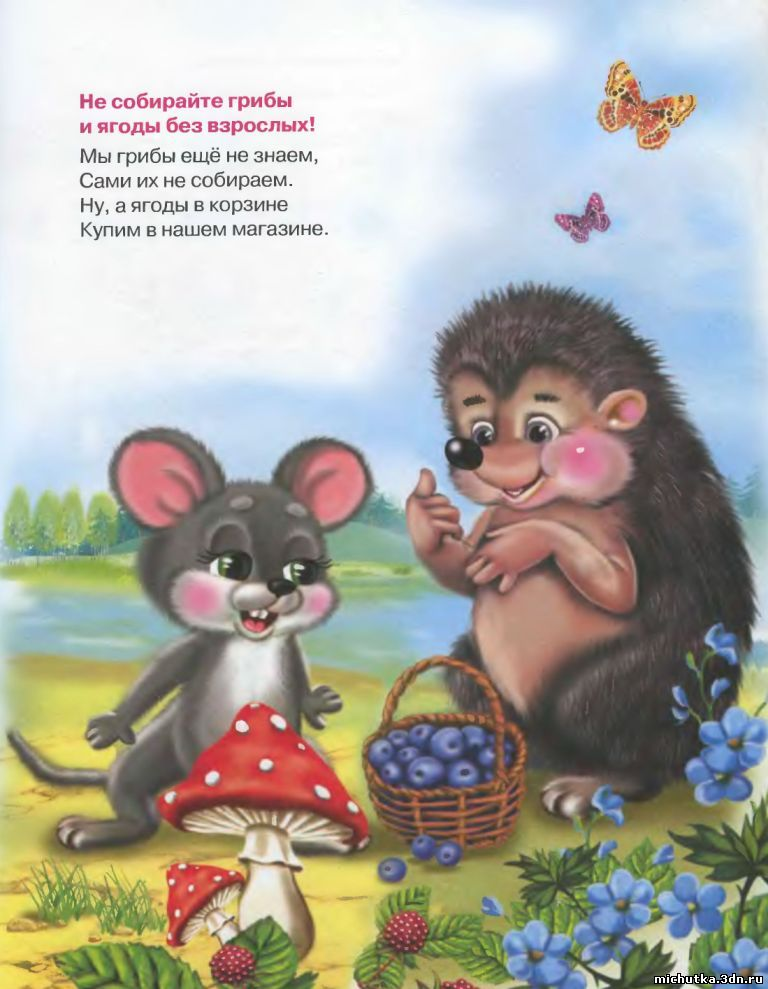 Не собирайте грибы
и ягоды без взрослых!
Мы грибы ещё не знаем,
Сами их не собираем.
Ну, а ягоды в корзине
Купим в нашем магазине.
michutka.3dn.ru